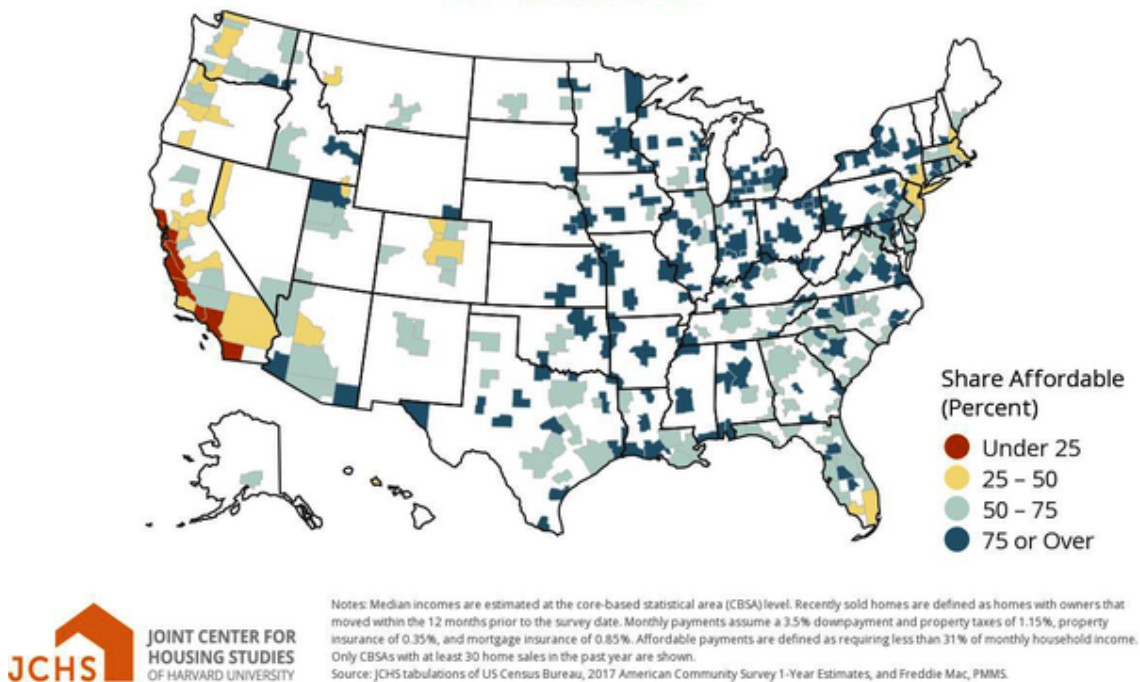 Share Affordable
(Percent)
Under 25
25 – 50
50 – 75
75 or Over
JCHS
JOINT CENTER FOR
HOUSING STUDIES
OF HARVARD UNIVERSITY
Notes: Median incomes are estimated at the core-based statistical area (CBSA) level. Recently sold homes are defined as homes with owners that
moved within the 12 months prior to the survey date. Monthly payments assume a 3.5% downpayment and property taxes of 1.15%, property
insurance of 0.35%, and mortgage insurance of 0.85%. Affordable payments are defined as requiring less than 31% of monthly household income.
Only CBSAs with at least 30 home sales in the past year are shown.
Source: JCHS tabulations of US Census Bureau, 2017 American Community Survey 1-Year Estimates, and Freddie Mac, PMMS.